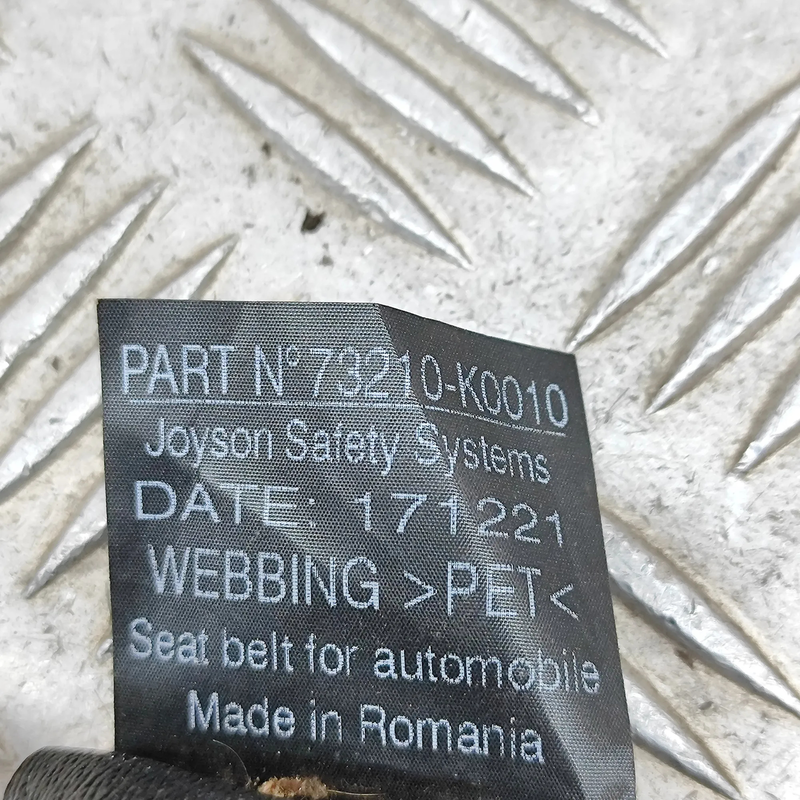 PART N° 73210-K0010
Joyson Safety Systems
DATE: 171221
WEBBING >PET<
Seat belt for automobile
Made in Romania